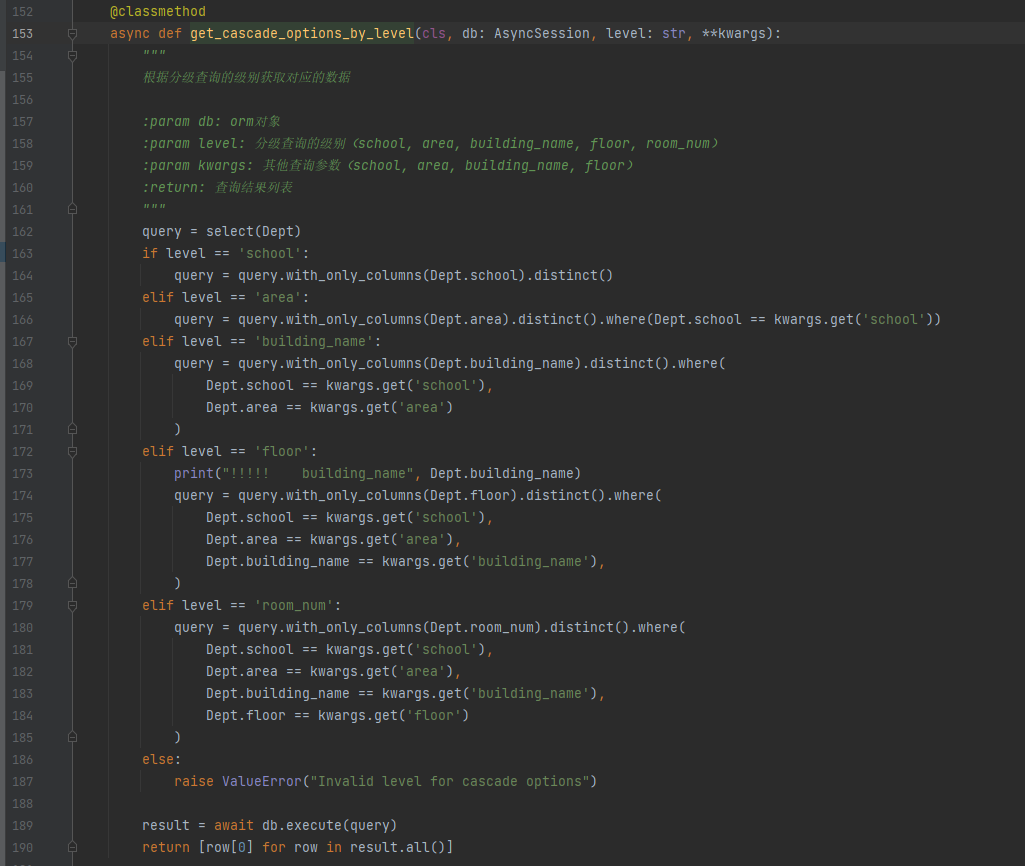 152 @classmethod
153 async def get_cascade_options_by_level(cls, db: AsyncSession, level: str, **kwargs):
154 """
155 根据分级查询的级别获取对应的数据
156
157 :param db: orm对象
158 :param level: 分级查询的级别（school, area, building_name, floor, room_num）
159 :param kwargs: 其他查询参数（school, area, building_name, floor）
160 :return: 查询结果列表
161 """
162 query = select(Dept)
163 if level == 'school':
164 query = query.with_only_columns(Dept.school).distinct()
165 elif level == 'area':
166 query = query.with_only_columns(Dept.area).distinct().where(Dept.school == kwargs.get('school'))
167 elif level == 'building_name':
168 query = query.with_only_columns(Dept.building_name).distinct().where(
169 Dept.school == kwargs.get('school'),
170 Dept.area == kwargs.get('area')
171 )
172 elif level == 'floor':
173 print("!!!!!    building_name", Dept.building_name)
174 query = query.with_only_columns(Dept.floor).distinct().where(
175 Dept.school == kwargs.get('school'),
176 Dept.area == kwargs.get('area'),
177 Dept.building_name == kwargs.get('building_name'),
178 )
179 elif level == 'room_num':
180 query = query.with_only_columns(Dept.room_num).distinct().where(
181 Dept.school == kwargs.get('school'),
182 Dept.area == kwargs.get('area'),
183 Dept.building_name == kwargs.get('building_name'),
184 Dept.floor == kwargs.get('floor')
185 )
186 else:
187 raise ValueError("Invalid level for cascade options")
188
189 result = await db.execute(query)
190 return [row[0] for row in result.all()]